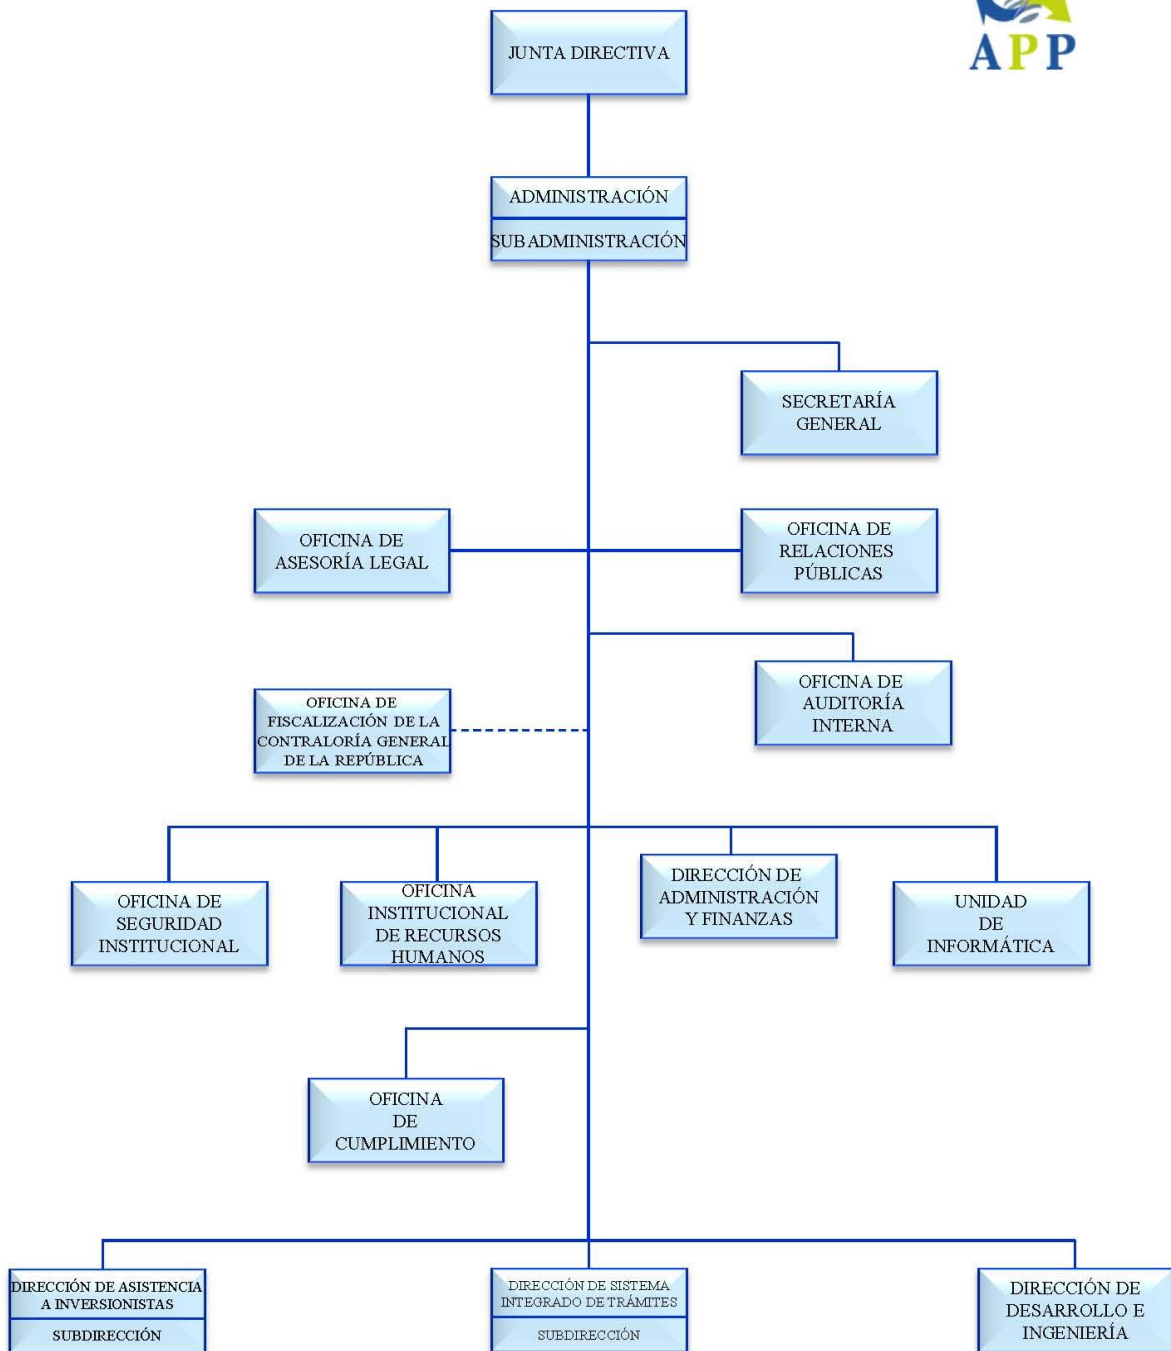 APP
JUNTA DIRECTIVA
ADMINISTRACIÓN
SUBADMINISTRACIÓN
SECRETARÍA
GENERAL
OFICINA DE
ASESORÍA LEGAL
OFICINA DE
RELACIONES
PÚBLICAS
OFICINA DE
AUDITORÍA
INTERNA
OFICINA DE
FISCALIZACIÓN DE LA
CONTRALORÍA GENERAL
DE LA REPÚBLICA
OFICINA DE
SEGURIDAD
INSTITUCIONAL
OFICINA
INSTITUCIONAL
DE RECURSOS
HUMANOS
DIRECCIÓN DE
ADMINISTRACIÓN
Y FINANZAS
UNIDAD
DE
INFORMÁTICA
OFICINA
DE
CUMPLIMIENTO
DIRECCIÓN DE ASISTENCIA
A INVERSIONISTAS
SUBDIRECCIÓN
DIRECCIÓN DE SISTEMA
INTEGRADO DE TRÁMITES
SUBDIRECCIÓN
DIRECCIÓN DE
DESARROLLO E
INGENIERÍA